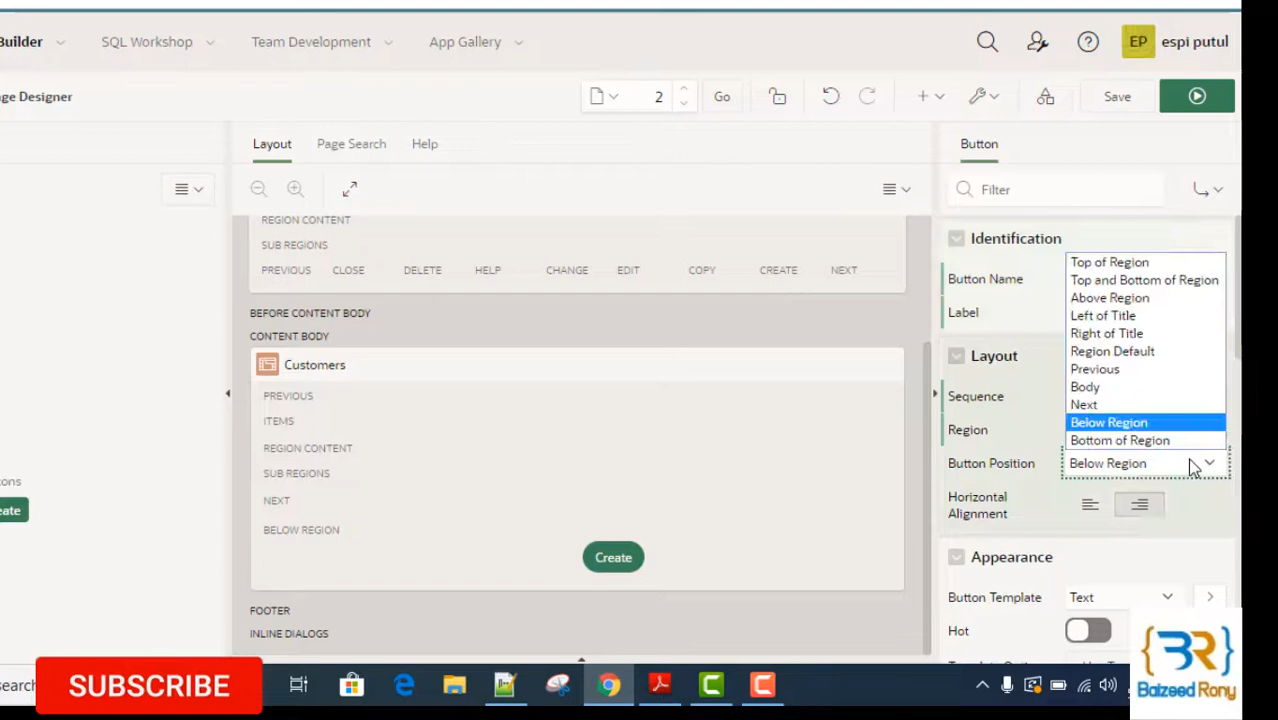 Builder SQL Workshop Team Development App Gallery EP espi putul
ge Designer 2 Go Save
Layout Page Search Help Button
Filter
REGION CONTENT
SUB REGIONS
PREVIOUS CLOSE DELETE HELP CHANGE EDIT COPY CREATE NEXT
BEFORE CONTENT BODY
CONTENT BODY
Customers
PREVIOUS
ITEMS
REGION CONTENT
SUB REGIONS
NEXT
BELOW REGION
Create
FOOTER
INLINE DIALOGS
ons
eate
Identification
Button Name
Label
Layout
Sequence
Region
Button Position Below Region
Top of Region
Top and Bottom of Region
Above Region
Left of Title
Right of Title
Region Default
Previous
Body
Next
Below Region
Bottom of Region
Horizontal
Alignment
Appearance
Button Template Text
Hot
search
SUBSCRIBE
BR
Baizeed Rony